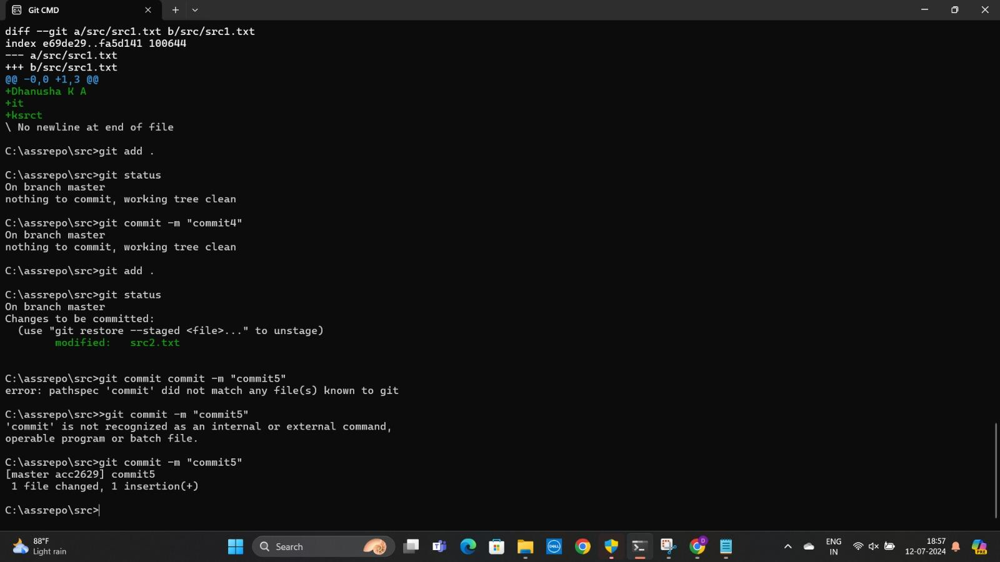 Git CMD
diff --git a/src/src1.txt b/src/src1.txt
index e69de29..fa5d141 100644
--- a/src/src1.txt
+++ b/src/src1.txt
@@ -0,0 +1,3 @@
+Dhanusha K A
+it
+ksrct
\ No newline at end of file
C:\assrepo\src>git add .
C:\assrepo\src>git status
On branch master
nothing to commit, working tree clean
C:\assrepo\src>git commit -m "commit4"
On branch master
nothing to commit, working tree clean
C:\assrepo\src>git add .
C:\assrepo\src>git status
On branch master
Changes to be committed:
  (use "git restore --staged <file>..." to unstage)
        modified:   src2.txt
C:\assrepo\src>git commit commit -m "commit5"
error: pathspec 'commit' did not match any file(s) known to git
C:\assrepo\src>>git commit -m "commit5"
'commit' is not recognized as an internal or external command,
operable program or batch file.
C:\assrepo\src>git commit -m "commit5"
[master acc2629] commit5
 1 file changed, 1 insertion(+)
C:\assrepo\src>
88°F
Light rain
Search
DELL
D
ENG
IN
18:57
12-07-2024
PRE